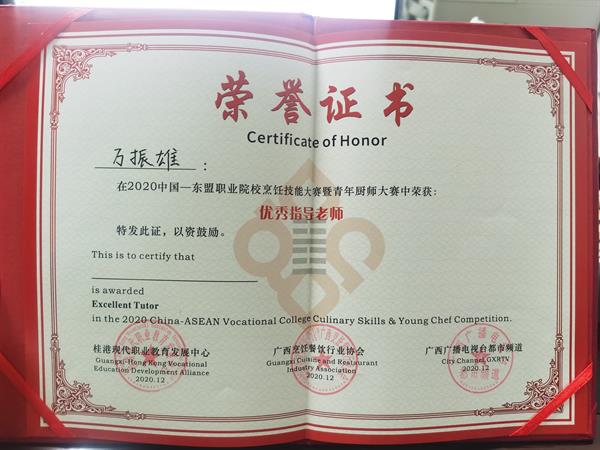 荣誉证书
Certificate of Honor
万振雄：
在2020中国—东盟职业院校烹饪技能大赛暨青年厨师大赛中荣获：
优秀指导老师
特发此证，以资鼓励。
This is to certify that
is awarded
Excellent Tutor
in the 2020 China-ASEAN Vocational College Culinary Skills & Young Chef Competition.
桂港现代职业教育发展中心
Guangxi-Hong Kong Vocational
Education Development Alliance
2020.12
广西烹饪餐饮行业协会
Guangxi Cuisine and Restaurant
Industry Association
2020.12
广西广播电视台都市频道
City Channel, GXRTV
2020.12